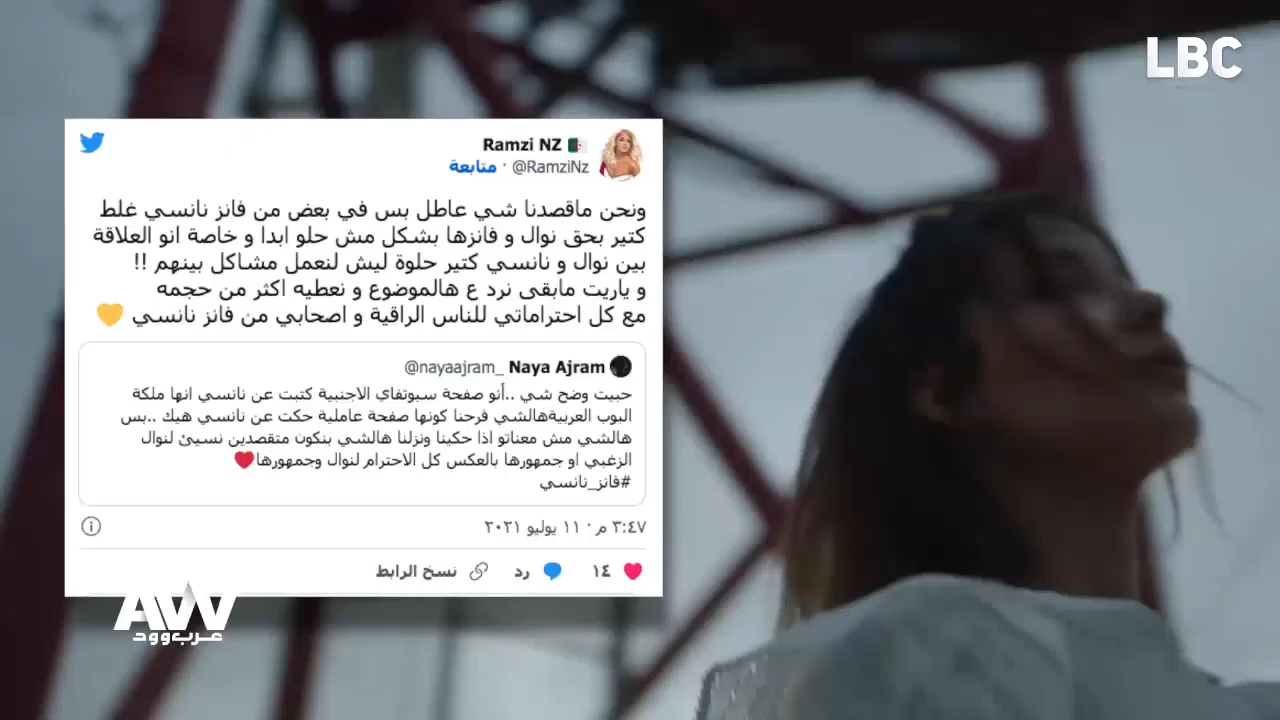 LBC
Ramzi NZ
@RamziNz · متابعة
ونحن ماقصدنا شي عاطل بس في بعض من فانز نانسي غلط
كتير بحق نوال و فانزها بشكل مش حلو ابدا و خاصة انو العلاقة
بين نوال و نانسي كتير حلوة ليش لنعمل مشاكل بينهم !!
و ياريت مابقى نرد ع هالموضوع و نعطيه اكثر من حجمه
مع كل احتراماتي للناس الراقية و اصحابي من فانز نانسي 💛
Naya Ajram @nayaajram_
حبيت وضح شي ..أنو صفحة سبوتفاي الاجنبية كتبت عن نانسي انها ملكة
البوب العربيةهالشي فرحنا كونها صفحة عاملية حكت عن نانسي هيك ..بس
هالشي مش معناتو اذا حكينا ونزلنا هالشي بنكون متقصدين نسيئ لنوال
الزغبي او جمهورها بالعكس كل الاحترام لنوال وجمهورها❤
#فانز_نانسي
٣:٤٧ م · ١١ يوليو ٢٠٢١
١٤ رد نسخ الرابط
AW
عرب وود